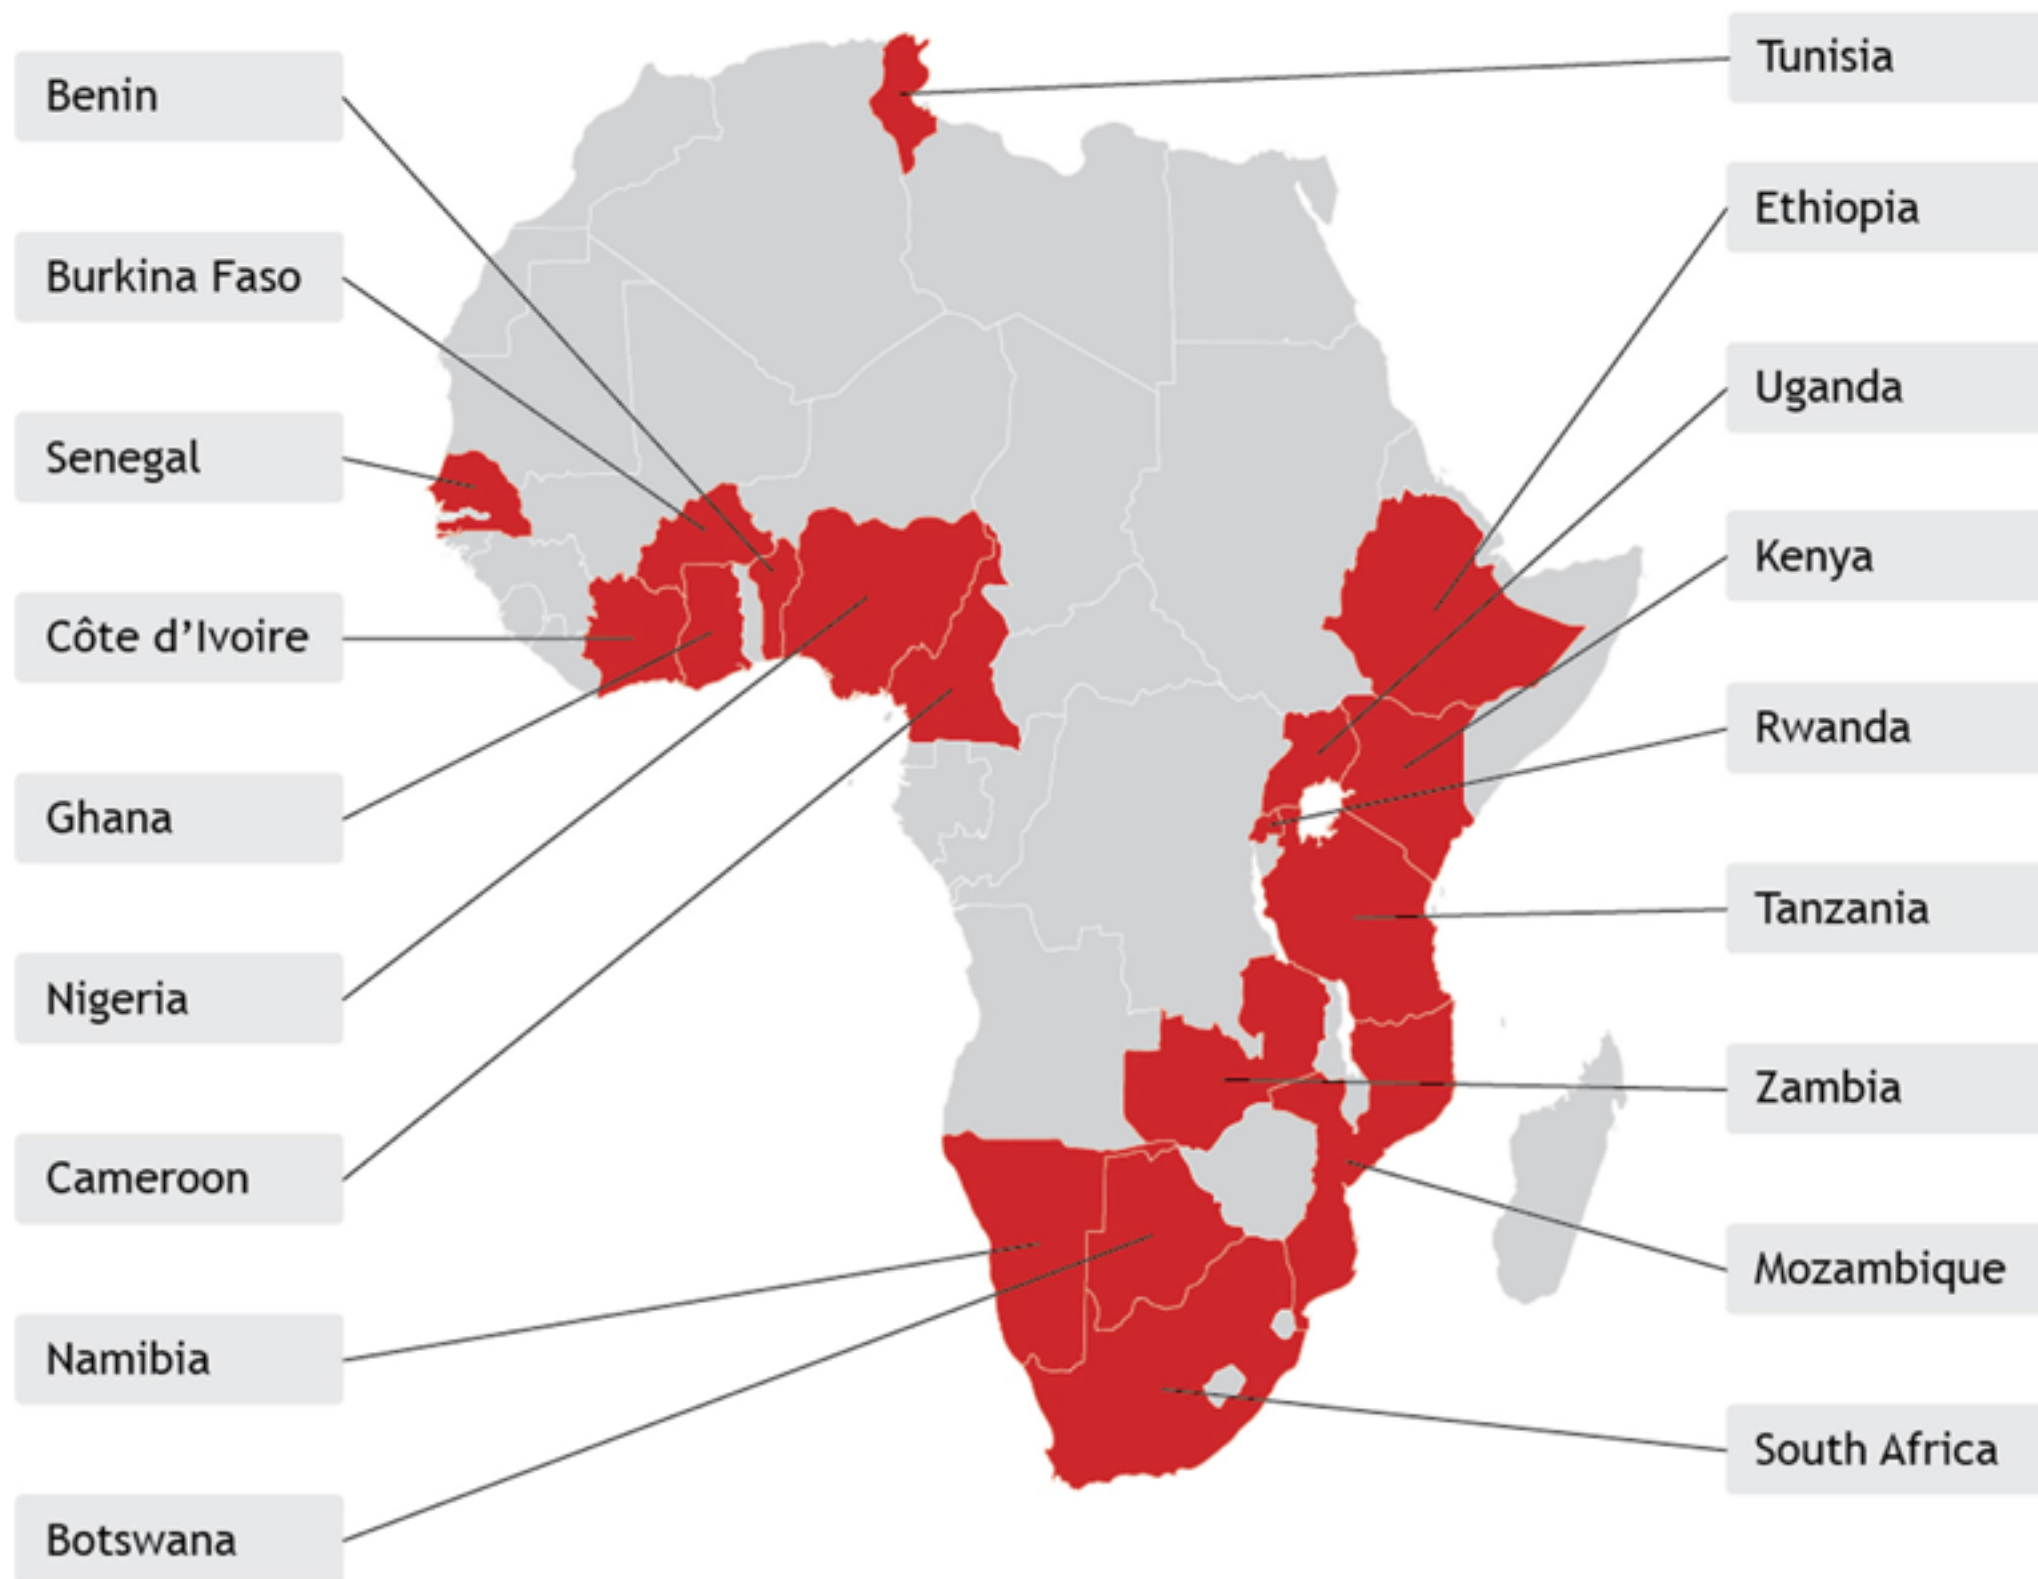 Benin
Burkina Faso
Senegal
Côte d’Ivoire
Ghana
Nigeria
Cameroon
Namibia
Botswana
Tunisia
Ethiopia
Uganda
Kenya
Rwanda
Tanzania
Zambia
Mozambique
South Africa